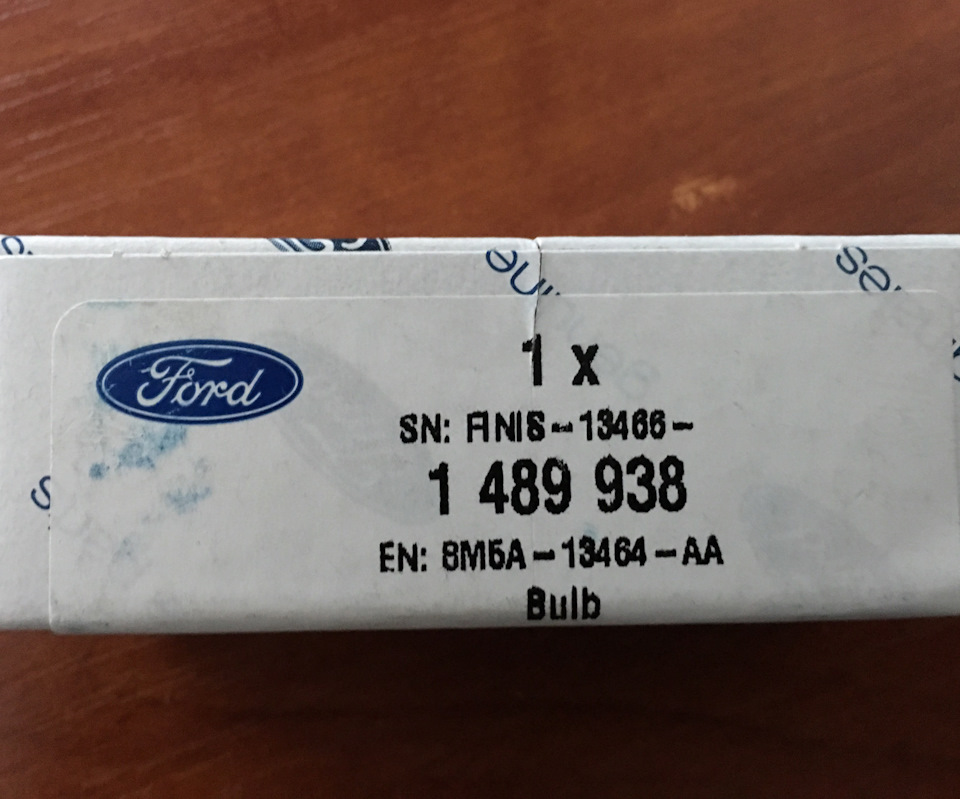 Ford
1 x
SN: FINIS-13466-
1 489 938
EN: 8M5A-13464-AA
Bulb